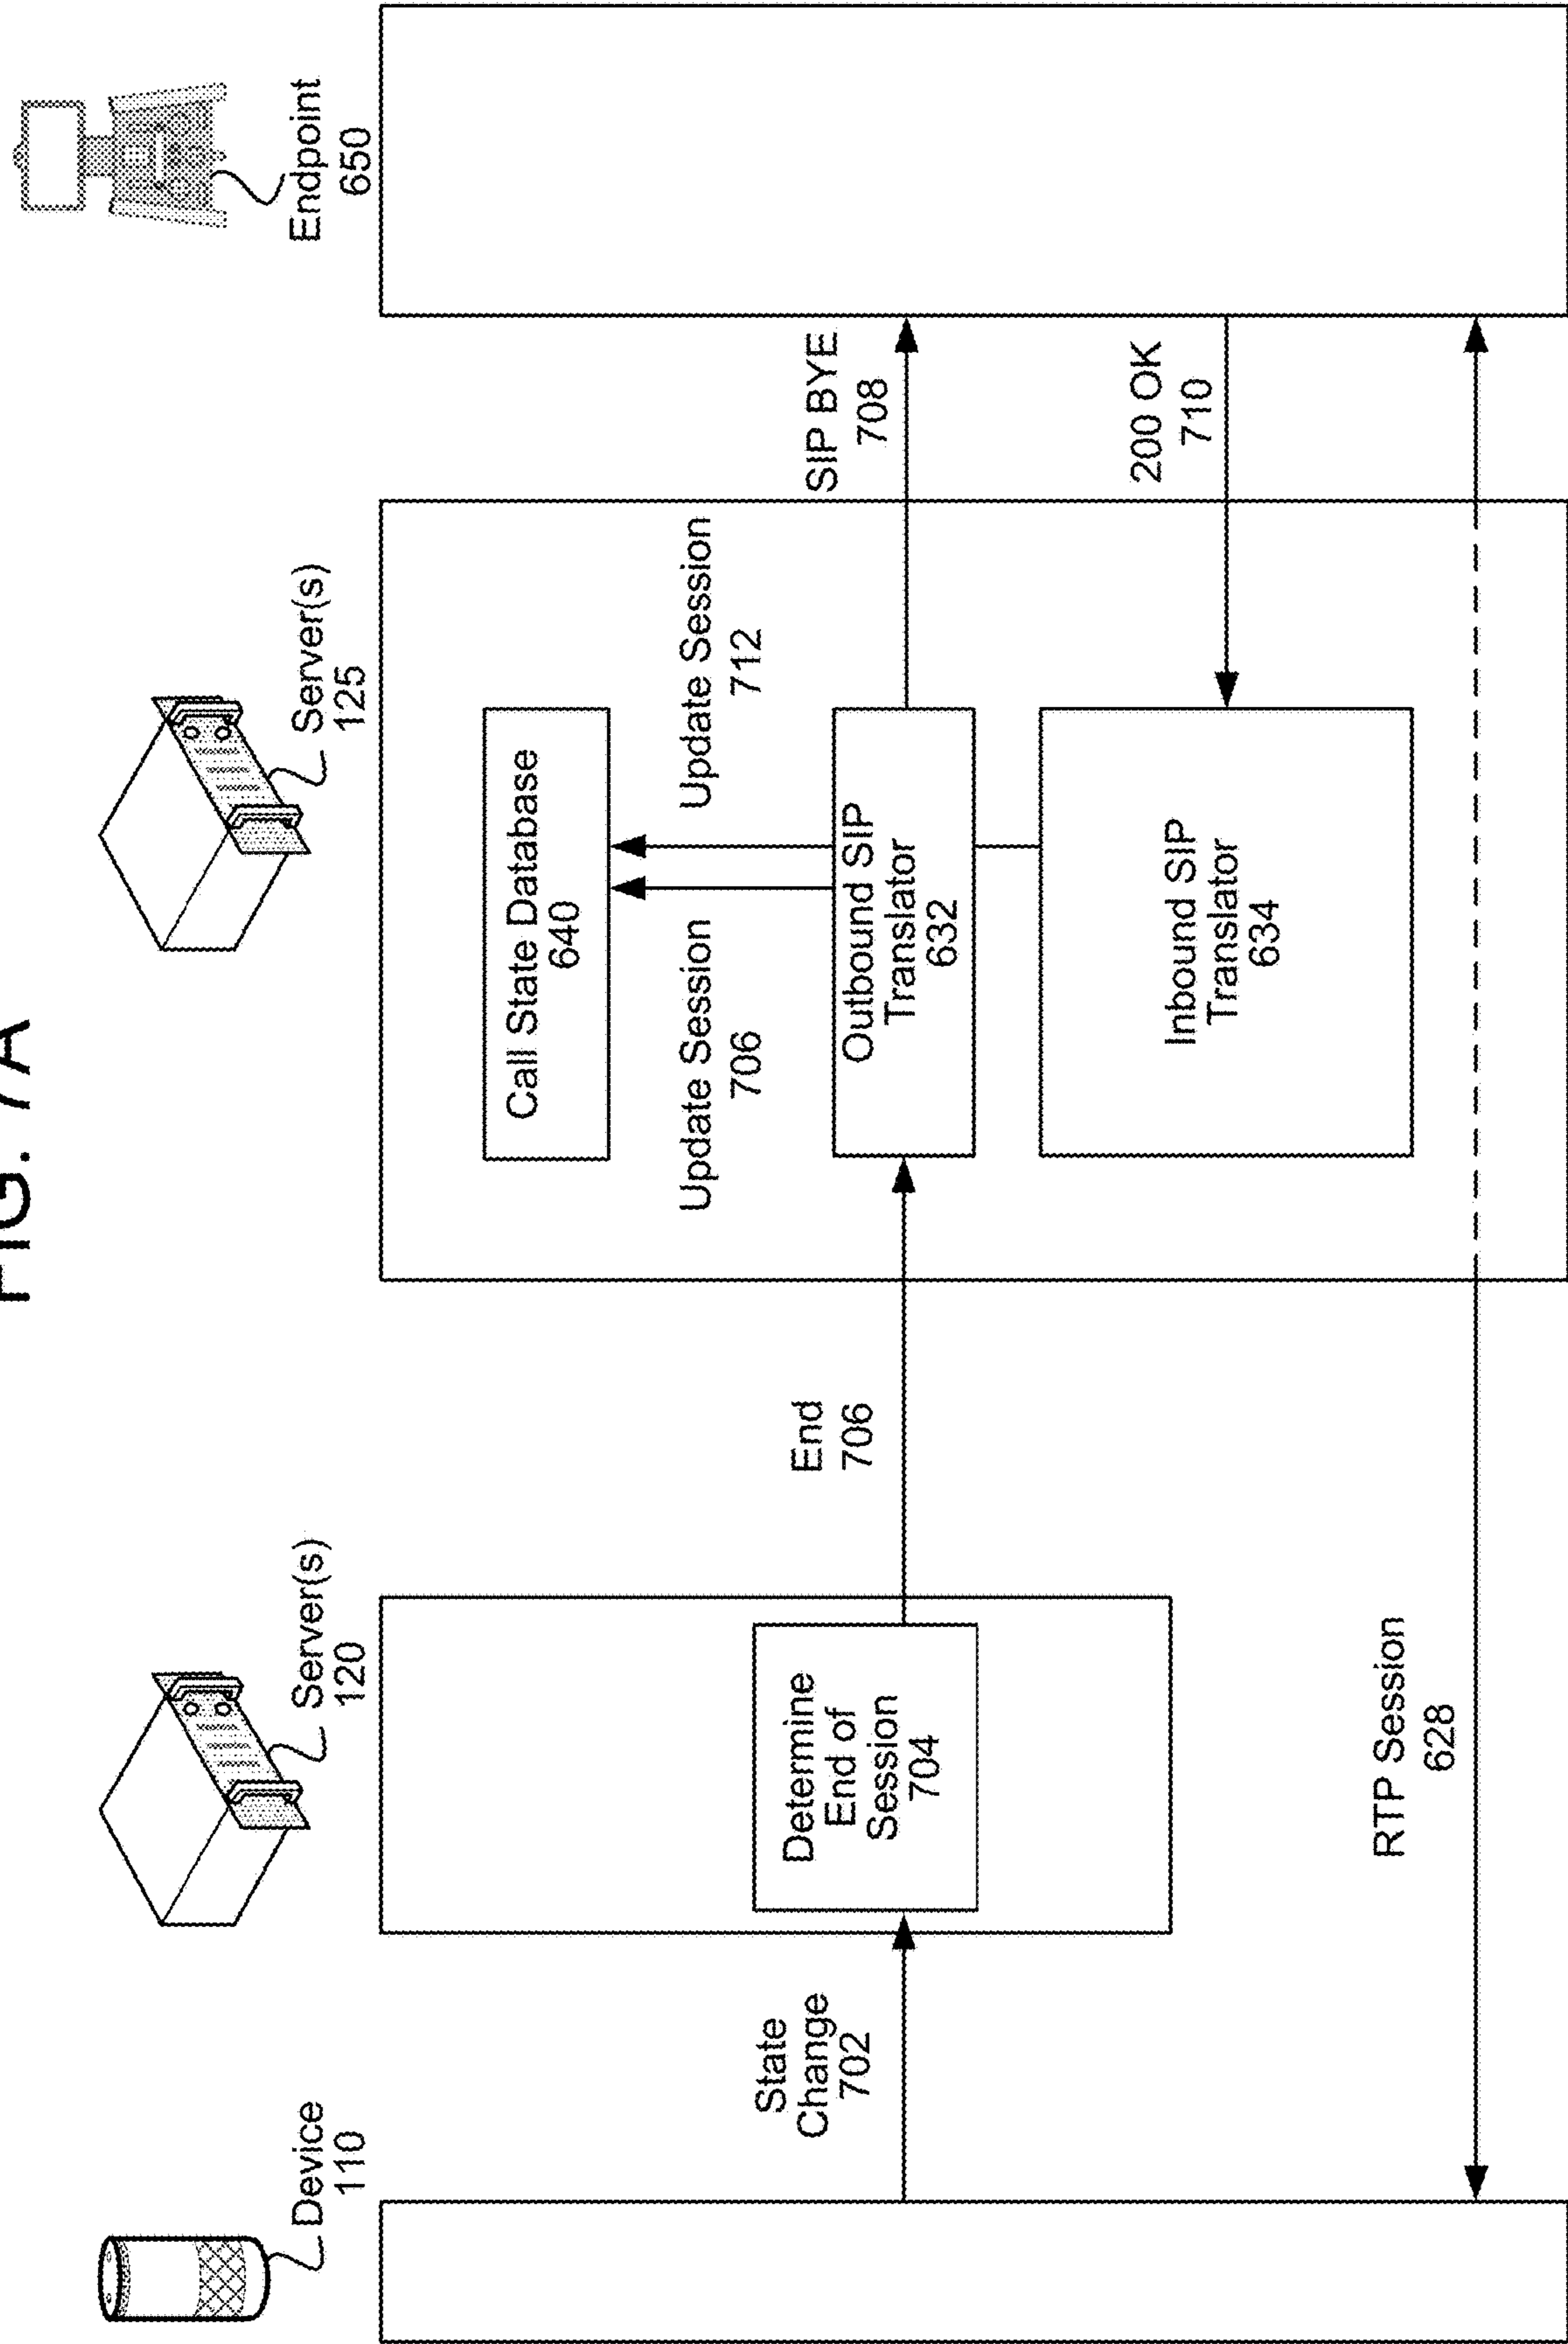 FIG. 7A
Device
110
Server(s)
120
Server(s)
125
Endpoint
650
State
Change
702
Determine
End of
Session
704
End
706
Call State Database
640
Update Session
706
Update Session
712
Outbound SIP
Translator
632
Inbound SIP
Translator
634
SIP BYE
708
200 OK
710
RTP Session
628